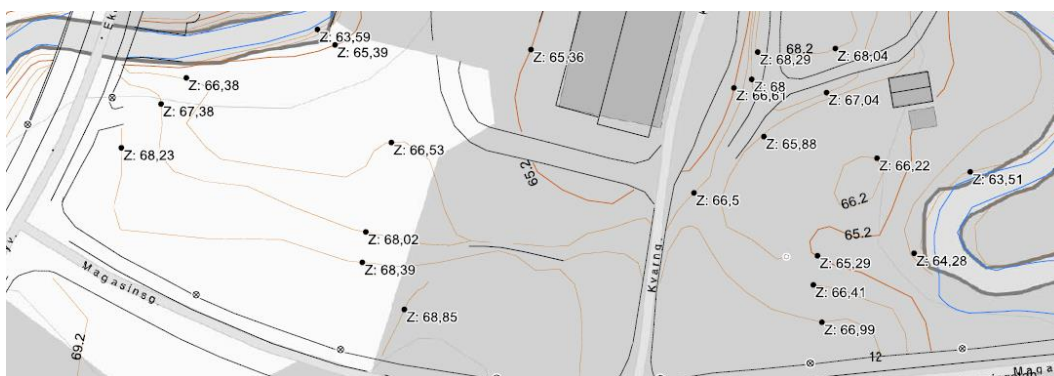 Ek
Z: 63,59
Z: 65,39
Z: 65,36
68.2
Z: 68,29
Z: 68,04
Z: 66,38
Z: 68
Z: 66,61
Z: 67,04
Z: 67,38
Z: 65,88
Z: 68,23
Z: 66,53
Z: 66,22
65.2
Z: 63,51
Z: 66,5
66.2
yv.
Z: 68,02
65.2
Z: 68,39
Z: 65,29
Z: 64,28
Magasinsg.
Kvarng.
Z: 66,41
Z: 68,85
Z: 66,99
69.2
12
Maga